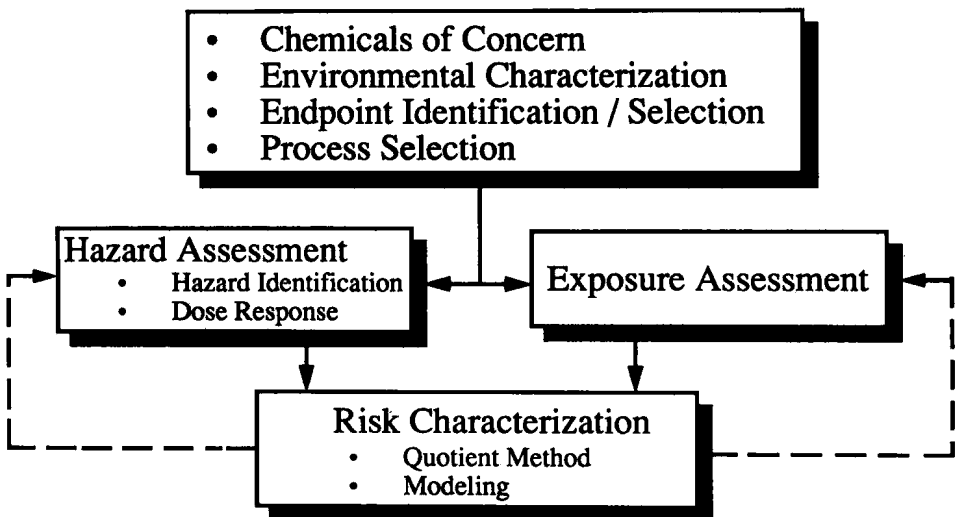 • Chemicals of Concern
• Environmental Characterization
• Endpoint Identification / Selection
• Process Selection
Hazard Assessment
• Hazard Identification
• Dose Response
Exposure Assessment
Risk Characterization
• Quotient Method
• Modeling